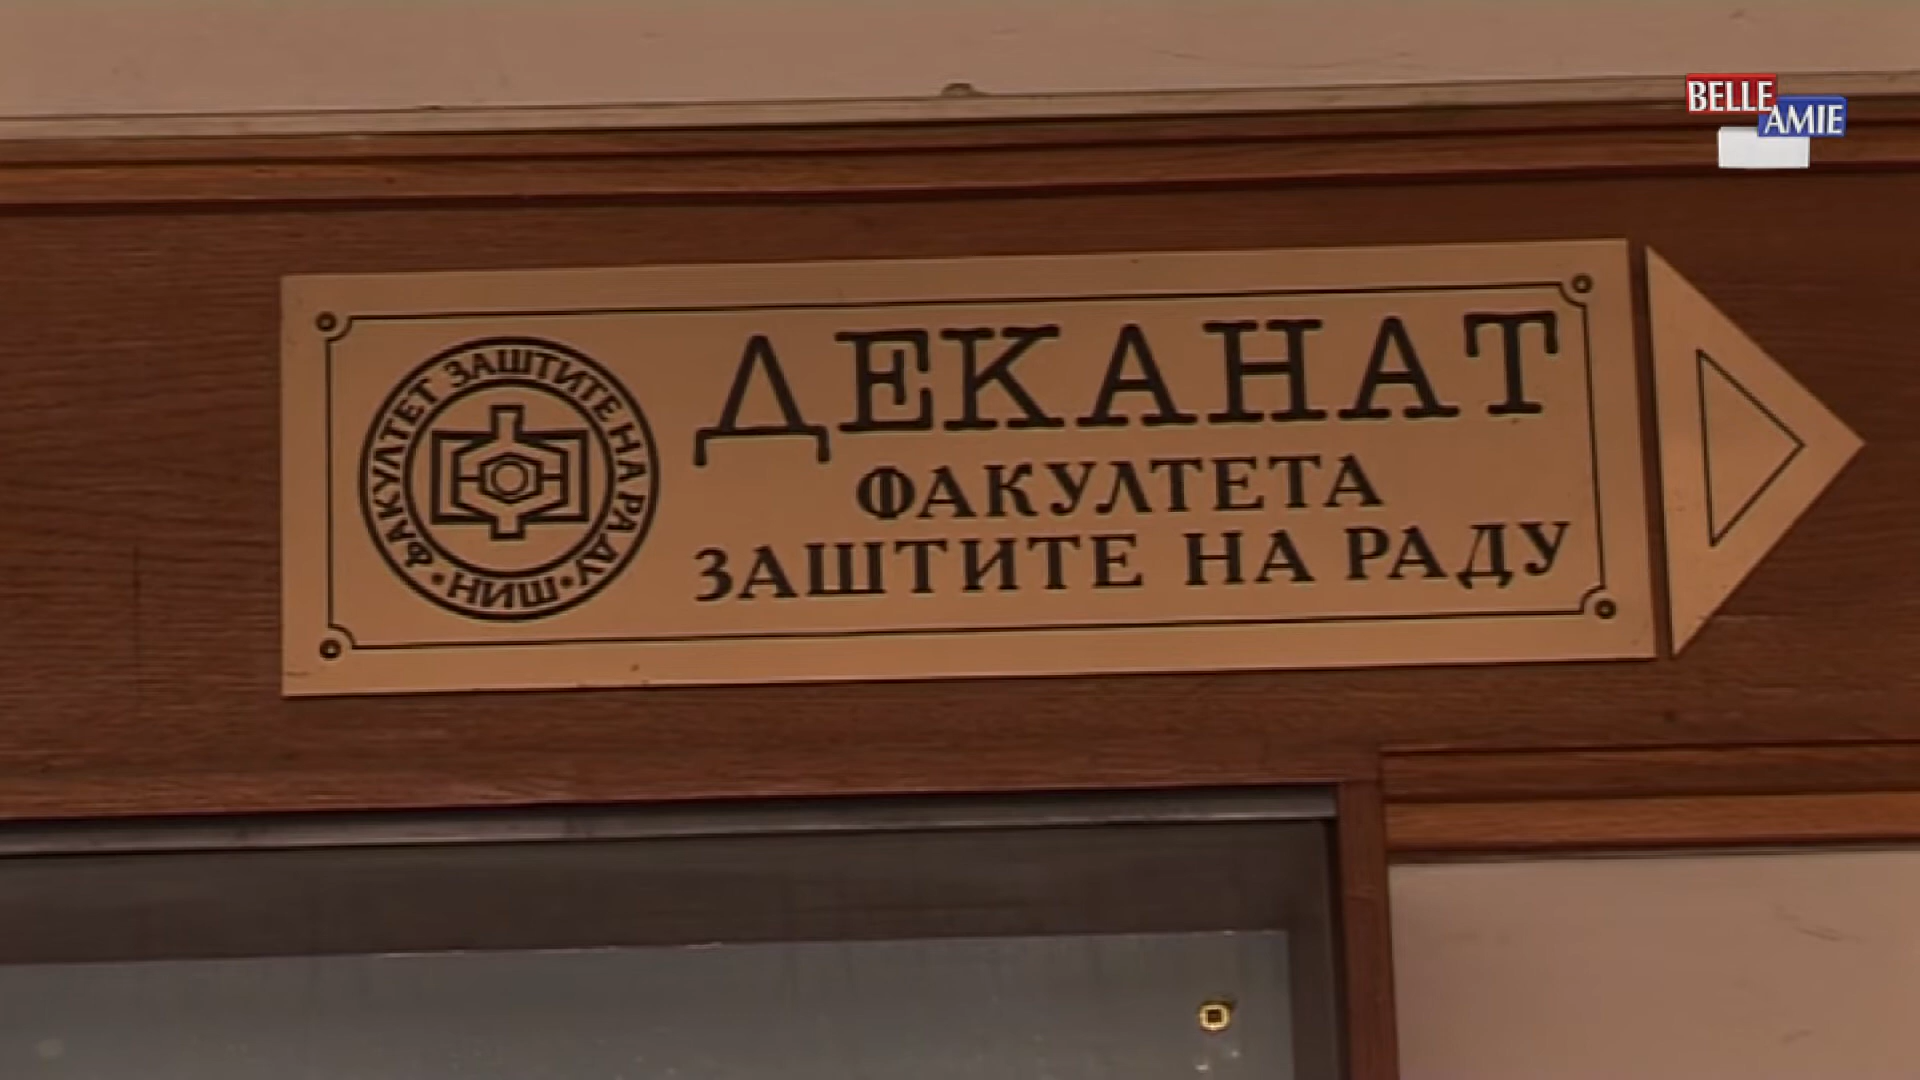 BELLE
AMIE
ДЕКАНАТ
ФАКУЛТЕТА
ЗАШТИТЕ НА РАДУ
ФАКУЛТЕТ ЗАШТИТЕ НА РАДУ • НИШ •